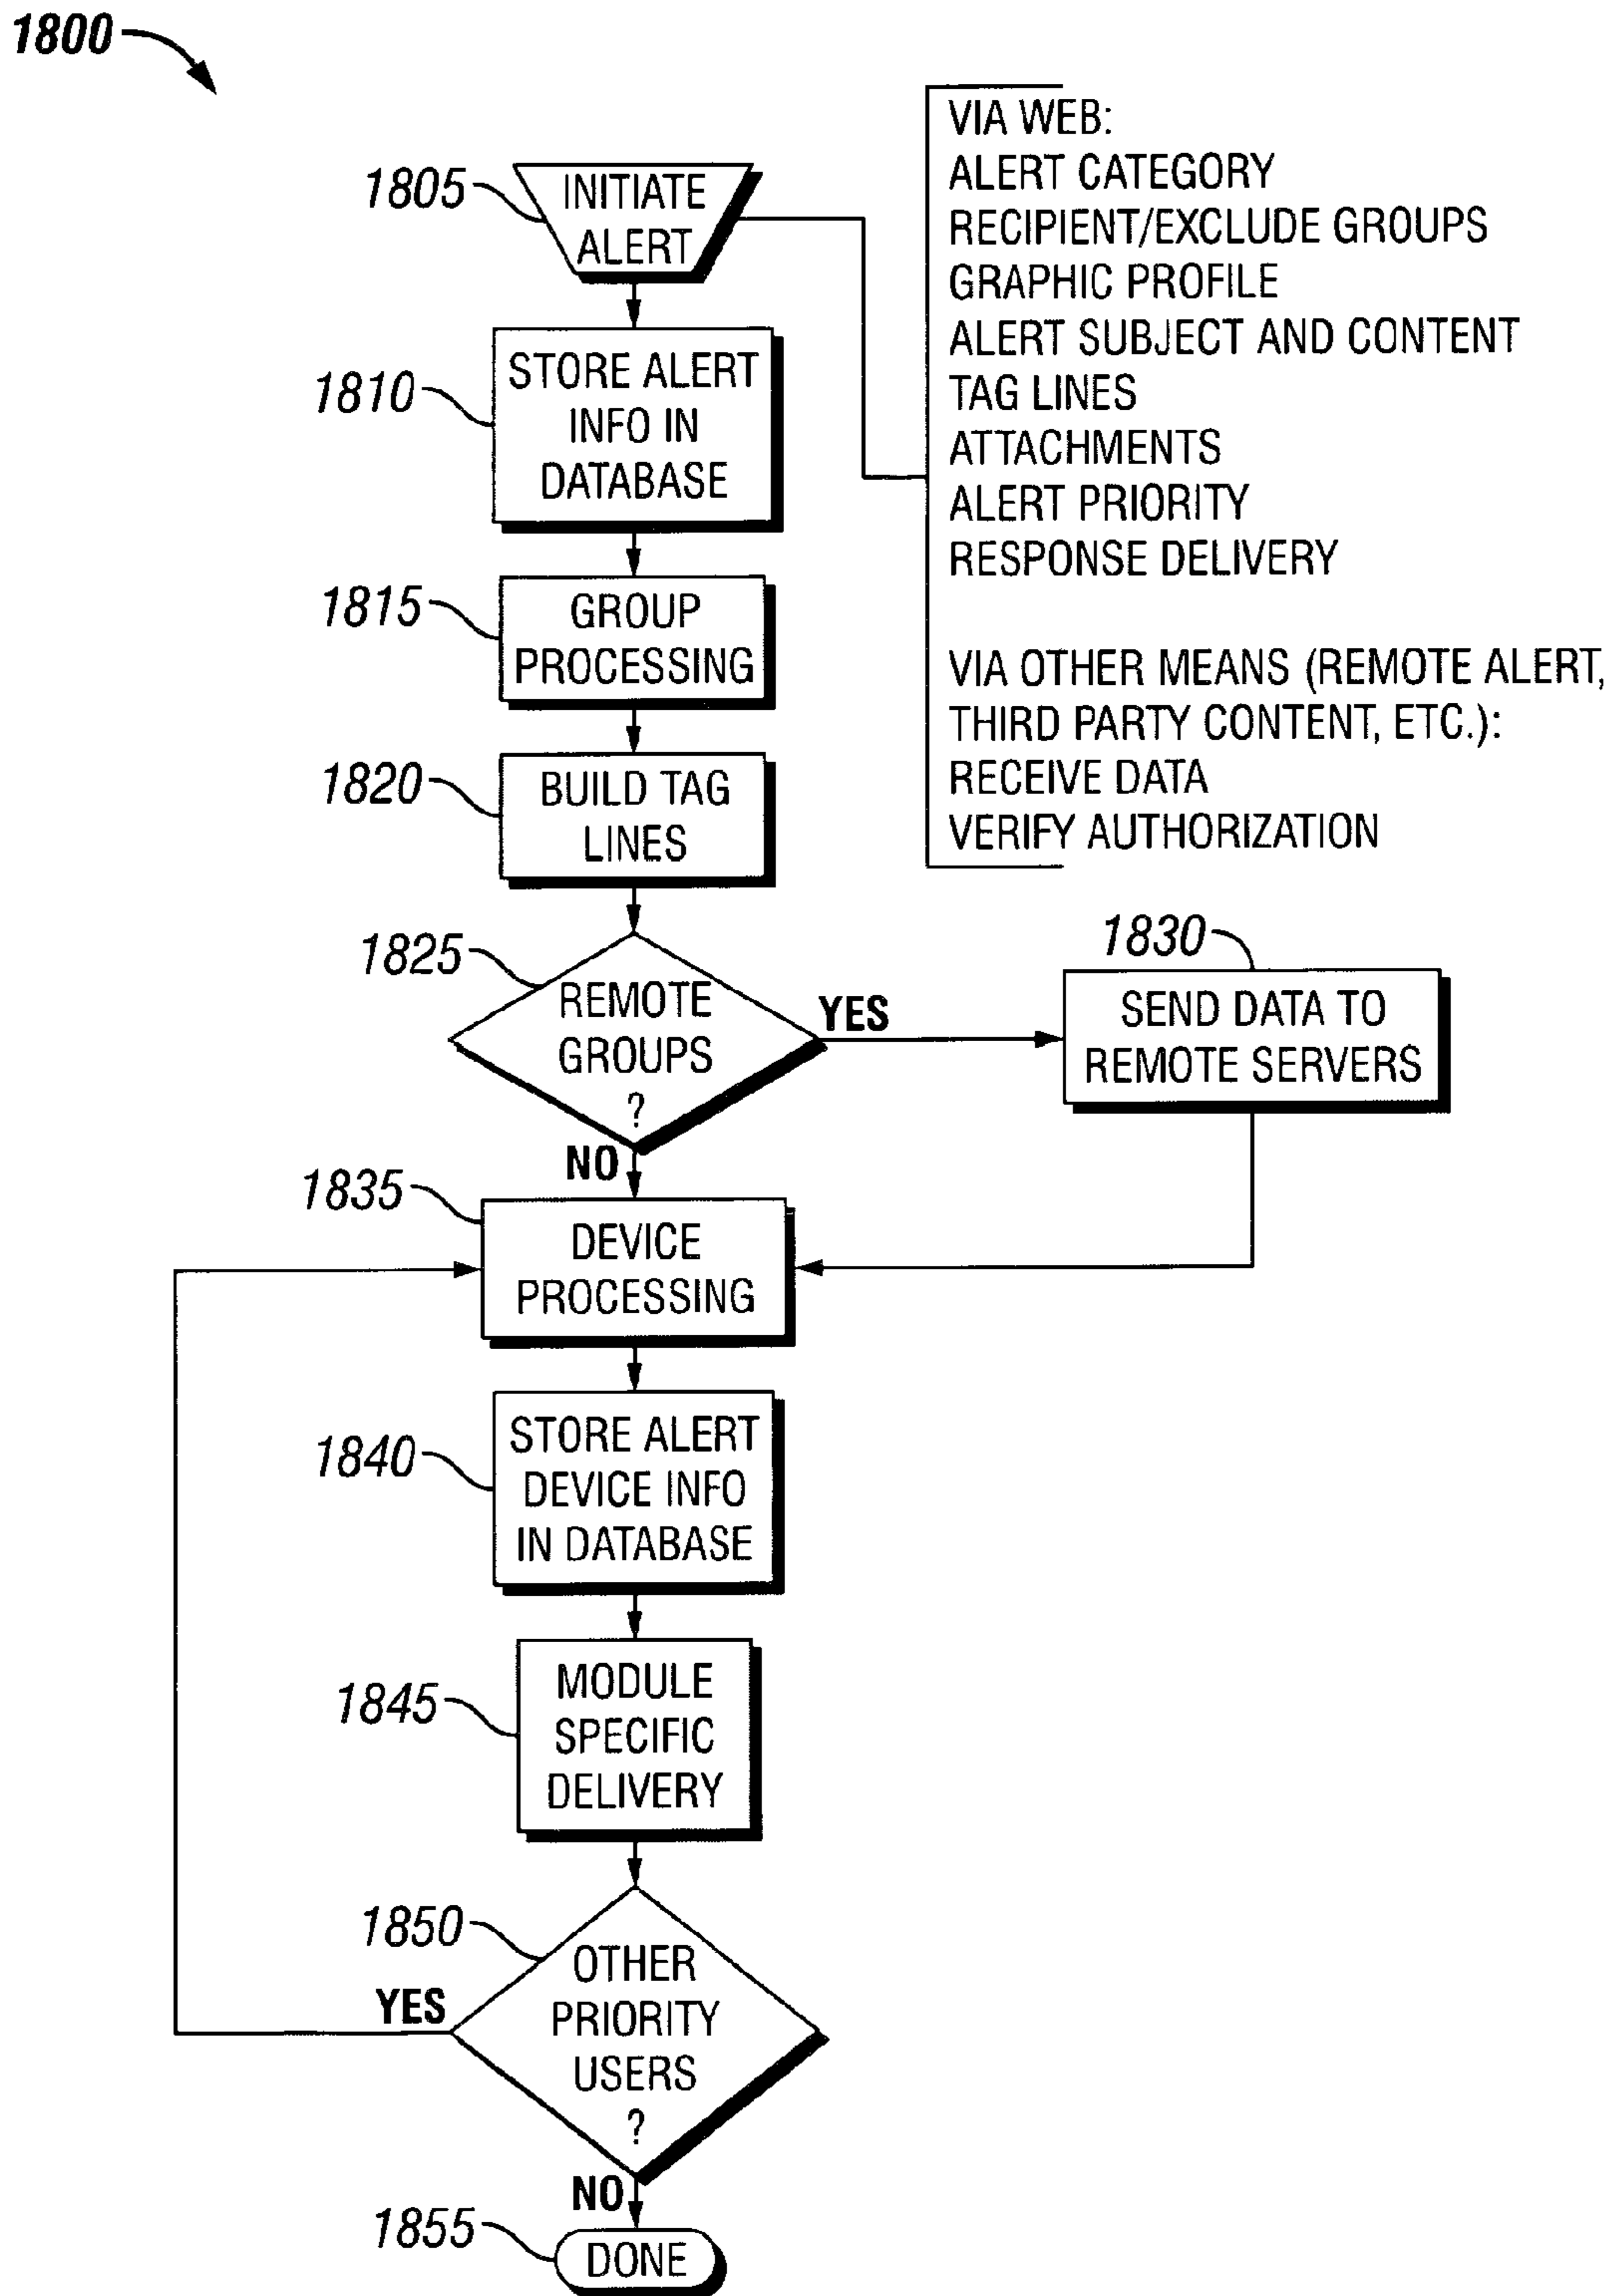 1800
1805
INITIATE
ALERT
VIA WEB:
ALERT CATEGORY
RECIPIENT/EXCLUDE GROUPS
GRAPHIC PROFILE
ALERT SUBJECT AND CONTENT
TAG LINES
ATTACHMENTS
ALERT PRIORITY
RESPONSE DELIVERY
VIA OTHER MEANS (REMOTE ALERT,
THIRD PARTY CONTENT, ETC.):
RECEIVE DATA
VERIFY AUTHORIZATION
1810
STORE ALERT
INFO IN
DATABASE
1815
GROUP
PROCESSING
1820
BUILD TAG
LINES
1825
REMOTE
GROUPS
?
YES
NO
1830
SEND DATA TO
REMOTE SERVERS
1835
DEVICE
PROCESSING
1840
STORE ALERT
DEVICE INFO
IN DATABASE
1845
MODULE
SPECIFIC
DELIVERY
1850
OTHER
PRIORITY
USERS
?
YES
NO
1855
DONE